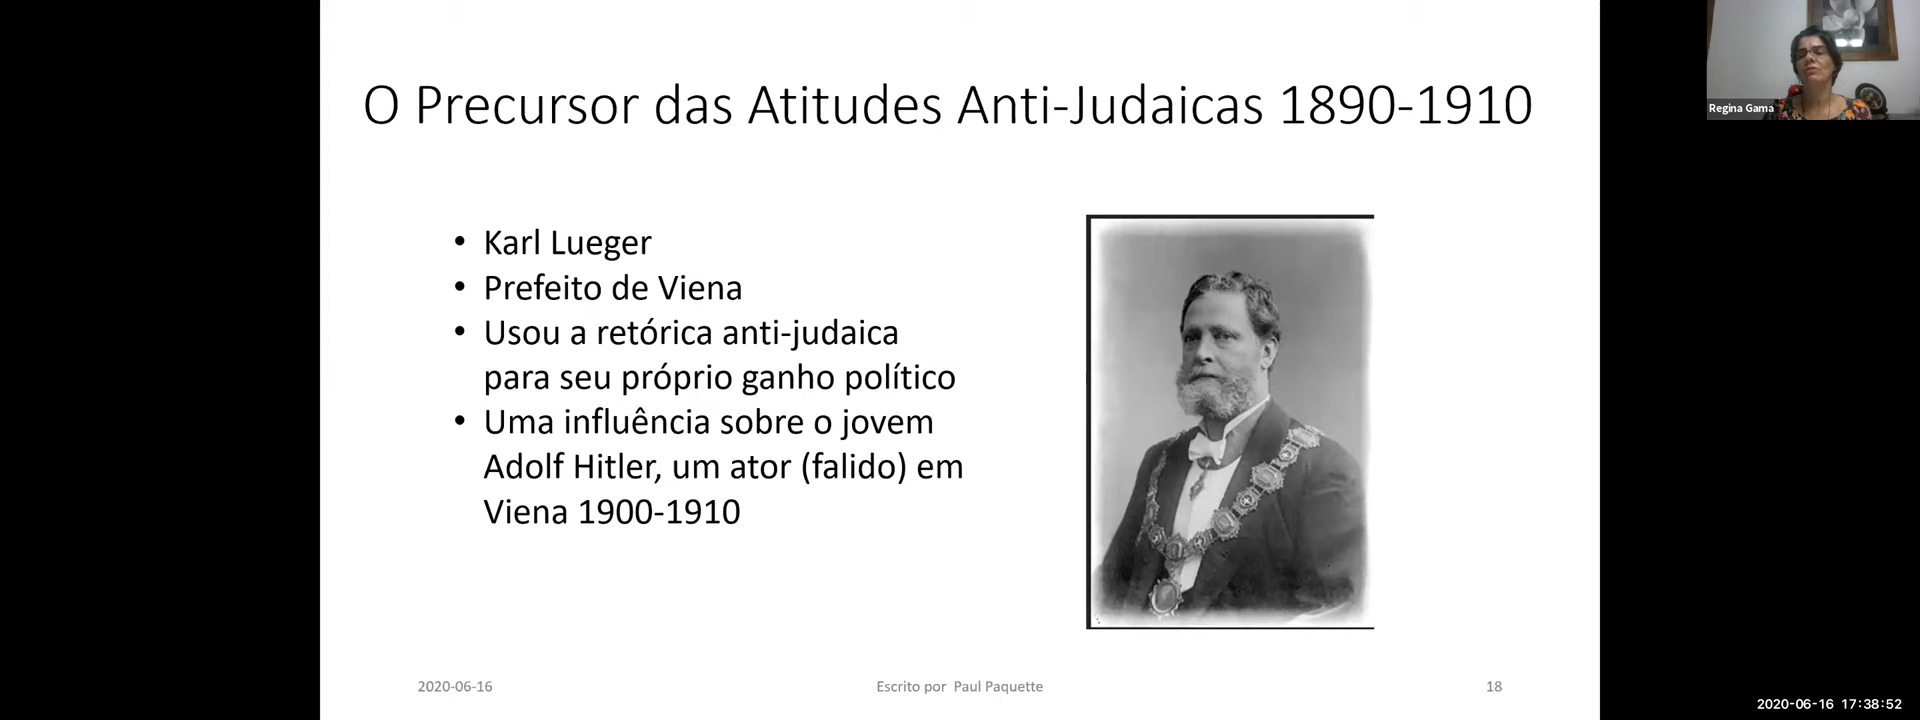 O Precursor das Atitudes Anti-Judaicas 1890-1910
Regina Gama
• Karl Lueger
• Prefeito de Viena
• Usou a retórica anti-judaica
para seu próprio ganho político
• Uma influência sobre o jovem
Adolf Hitler, um ator (falido) em
Viena 1900-1910
2020-06-16
Escrito por Paul Paquette
18
2020-06-16 17:38:52